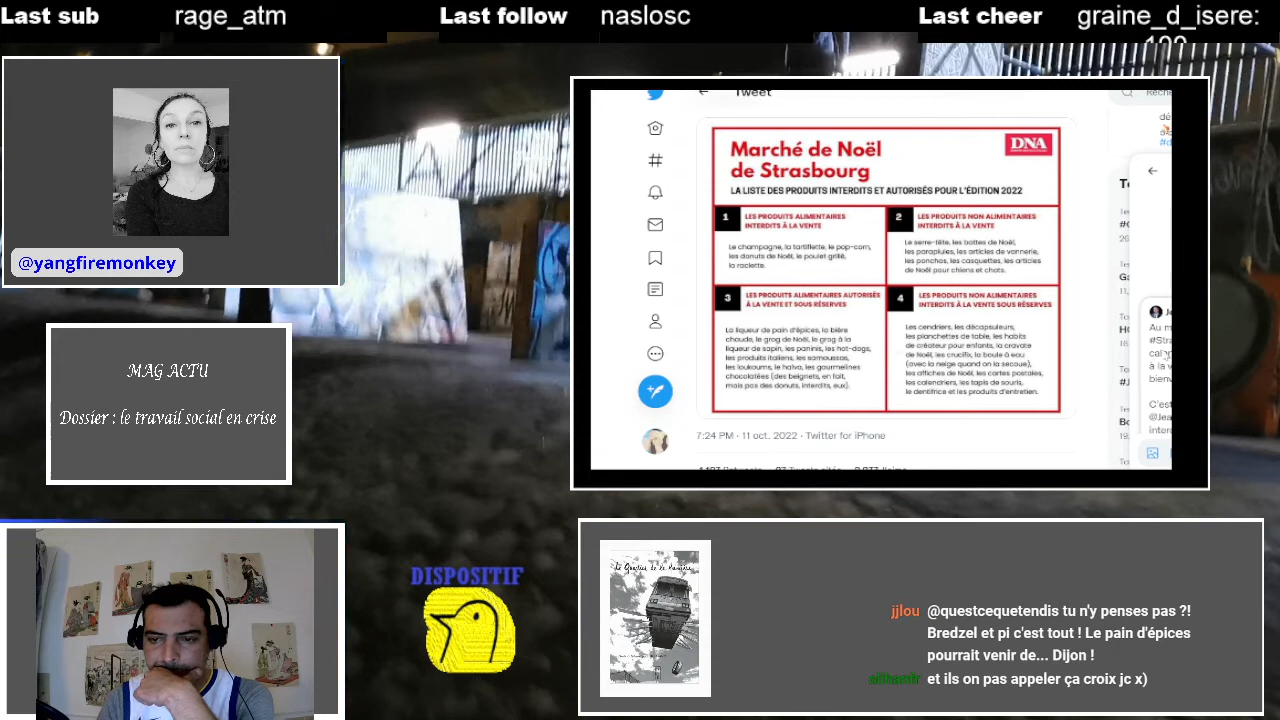 Last sub rage_atm Last follow naslosc Last cheer graine_d_isere:
@yangfiremonkey
MAG ACTU
Dossier : le travail social en crise
Tweet
Marché de Noël
de Strasbourg
DNA
LA LISTE DES PRODUITS INTERDITS ET AUTORISÉS POUR L'ÉDITION 2022
1 LES PRODUITS ALIMENTAIRES
INTERDITS À LA VENTE
Le champagne, la tartiflette, le pop-corn,
les donuts de Noël, le poulet grillé,
la raclette.
2 LES PRODUITS NON ALIMENTAIRES
INTERDITS À LA VENTE
Le serre-tête, les bottes de Noël,
les parapluies, les articles de vannerie,
les ponchos, les casquettes, les articles
de Noël pour chiens et chats.
3 LES PRODUITS ALIMENTAIRES AUTORISÉS
À LA VENTE ET SOUS RÉSERVES
La liqueur de pain d'épices, la bière
chaude, le grog de Noël, le grog à la
liqueur de sapin, les paninis, les hot-dogs,
les produits italiens, les samoussas,
les loukoums, le halva, les gourmelines
chocolatées (des beignets, en fait,
mais pas des donuts, interdits, eux).
4 LES PRODUITS NON ALIMENTAIRES
INTERDITS À LA VENTE ET SOUS RÉSERVES
Les cendriers, les décapsuleurs,
les planchettes de table, les habits
de créateur pour enfants, la cravate
de Noël, les crucifix, la boule à eau
(avec la neige quand on la secoue),
les affiches de Noël, les cartes postales,
les calendriers, les tapis de souris,
le dentifrice et les produits d'entretien.
7:24 PM · 11 oct. 2022 · Twitter for iPhone
DISPOSITIF
jjlou @questcequetendis tu n'y penses pas ?!
Bredzel et pi c'est tout ! Le pain d'épices
pourrait venir de... Dijon !
et ils on pas appeler ça croix jc x)